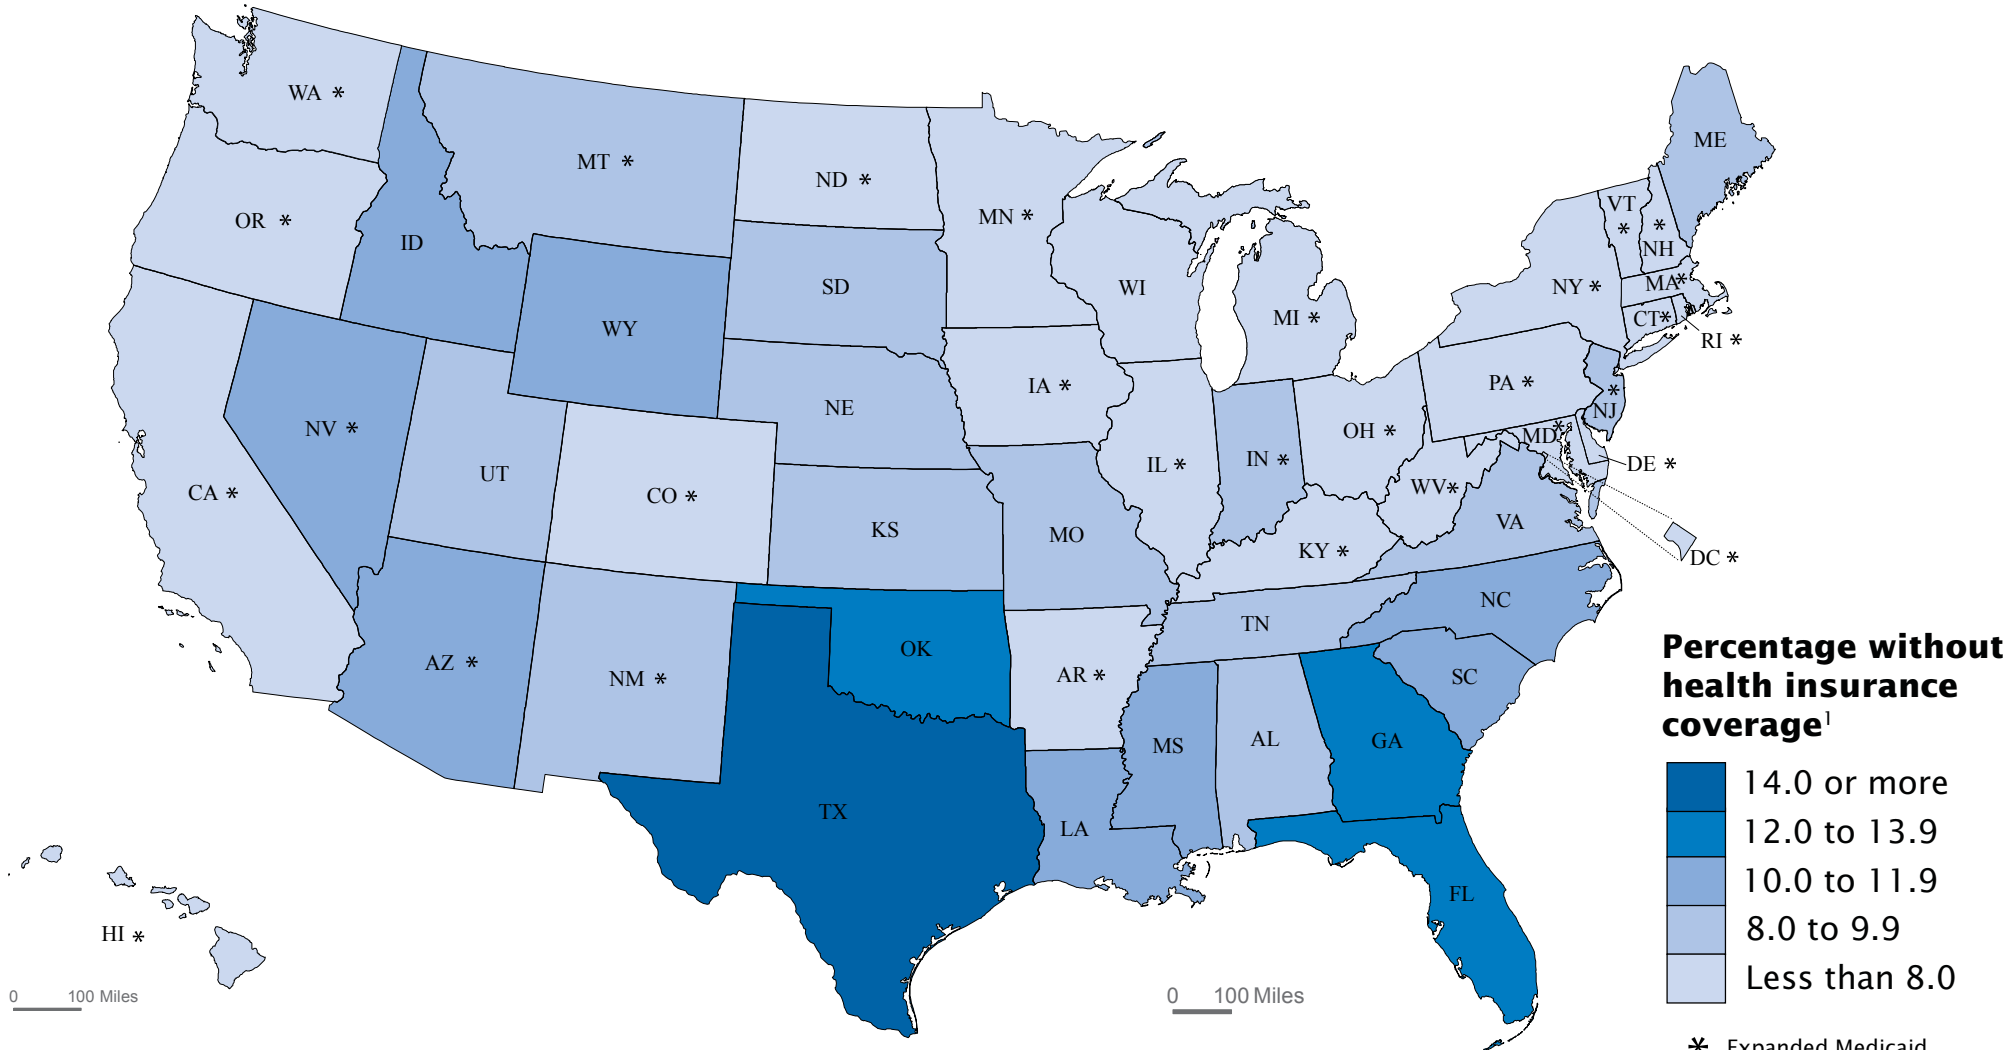 WA *
MT *
ND *
MN *
ME
OR *
ID
VT
*
*
NH
SD
WI
NY *
MA*
WY
MI *
CT*
RI *
IA *
PA *
NE
*
NJ
NV *
OH *
MD*
UT
IL *
IN *
DE *
CA *
CO *
WV*
KS
MO
VA
KY *
DC *
NC
TN
OK
AZ *
NM *
AR *
SC
MS
AL
GA
TX
LA
FL
HI *
0 100 Miles
0 100 Miles
Percentage without
health insurance
coverage¹
14.0 or more
12.0 to 13.9
10.0 to 11.9
8.0 to 9.9
Less than 8.0
* Expanded Medicaid